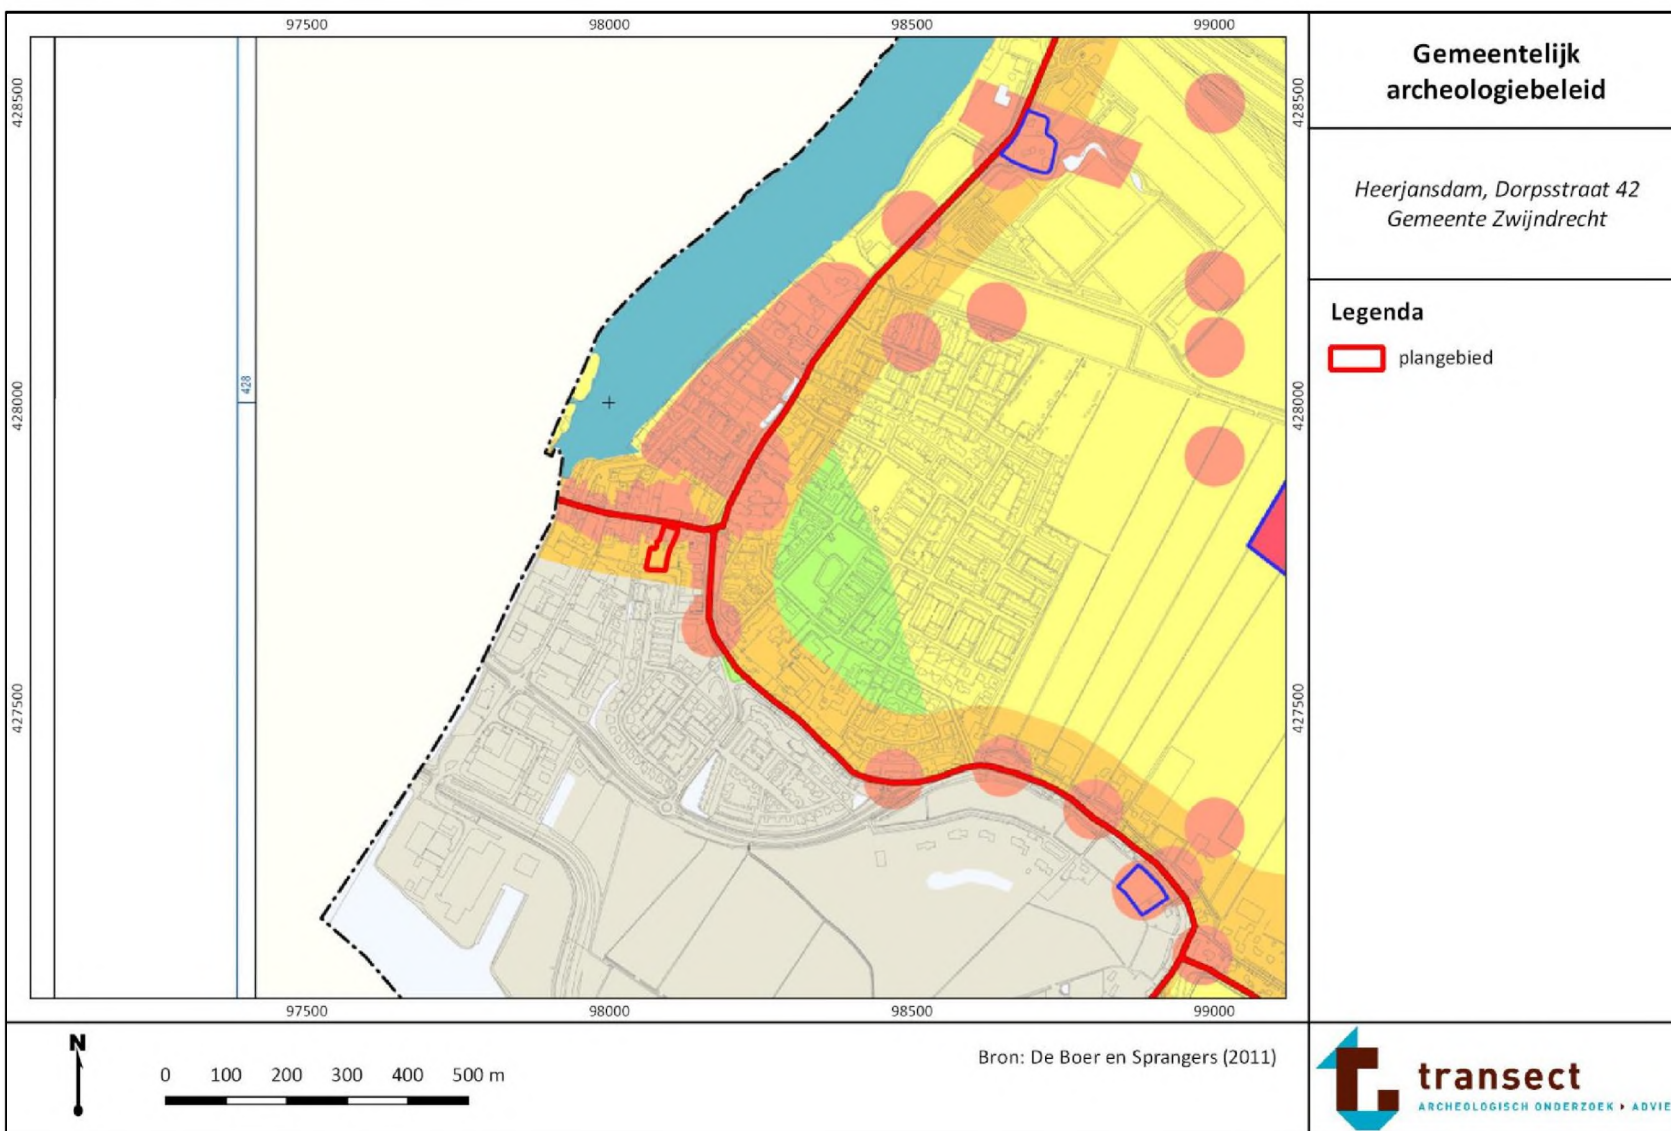 97500 98000 98500 99000
428500 428500
428000 428000
427500 427500
428
97500 98000 98500 99000
Gemeentelijk
archeologiebeleid
Heerjansdam, Dorpsstraat 42
Gemeente Zwijndrecht
Legenda
plangebied
N
0 100 200 300 400 500 m
Bron: De Boer en Sprangers (2011)
transect
ARCHEOLOGISCH ONDERZOEK ▸ ADVIE